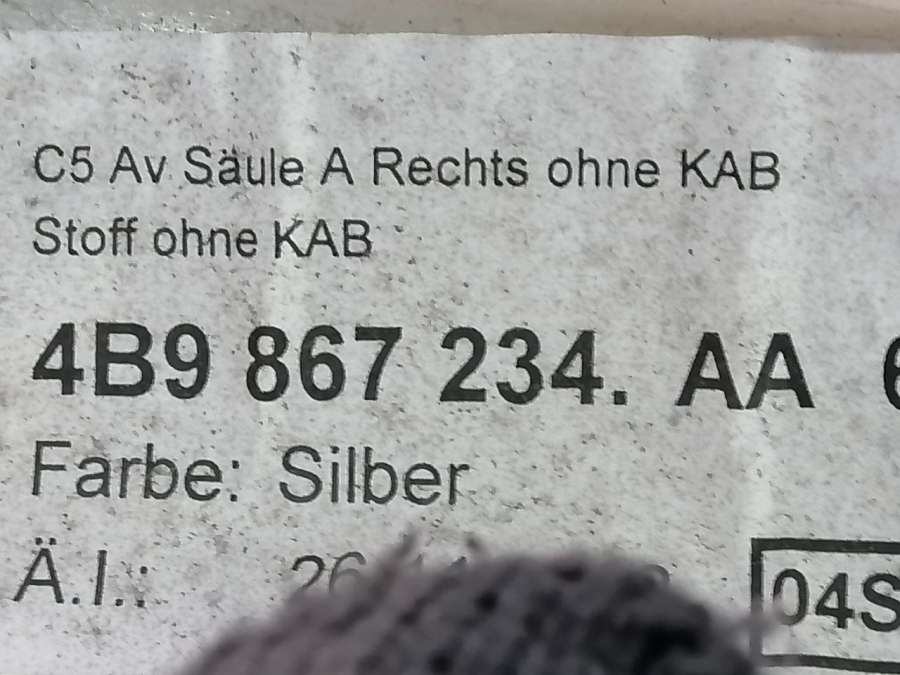 C5 Av Säule A Rechts ohne KAB
Stoff ohne KAB
4B9 867 234. AA
Farbe: Silber
Ä.I.:
04S